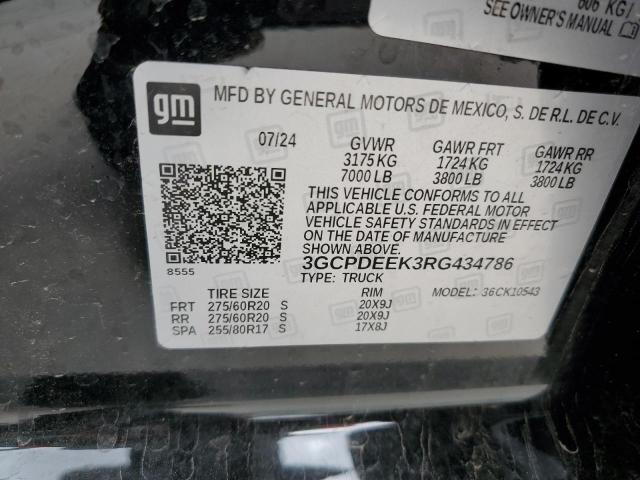 606 KG /
SEE OWNER'S MANUAL
gm
MFD BY GENERAL MOTORS DE MEXICO, S. DE R.L. DE C.V.
07/24 GVWR GAWR FRT GAWR RR
3175 KG 1724 KG 1724 KG
7000 LB 3800 LB 3800 LB
THIS VEHICLE CONFORMS TO ALL
APPLICABLE U.S. FEDERAL MOTOR
VEHICLE SAFETY STANDARDS IN EFFECT
ON THE DATE OF MANUFACTURE
SHOWN ABOVE.
3GCPDEEK3RG434786
8555
TYPE: TRUCK
TIRE SIZE RIM MODEL: 36CK10543
FRT 275/60R20 S 20X9J
RR 275/60R20 S 20X9J
SPA 255/80R17 S 17X8J